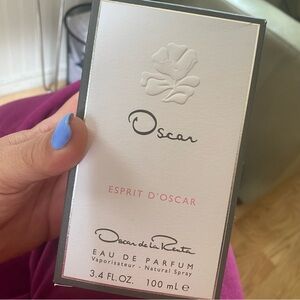 Oscar
ESPRIT D'OSCAR
Oscar de la Renta
EAU DE PARFUM
Vaporisateur - Natural Spray
3.4 FL.OZ. 100 ml ℮